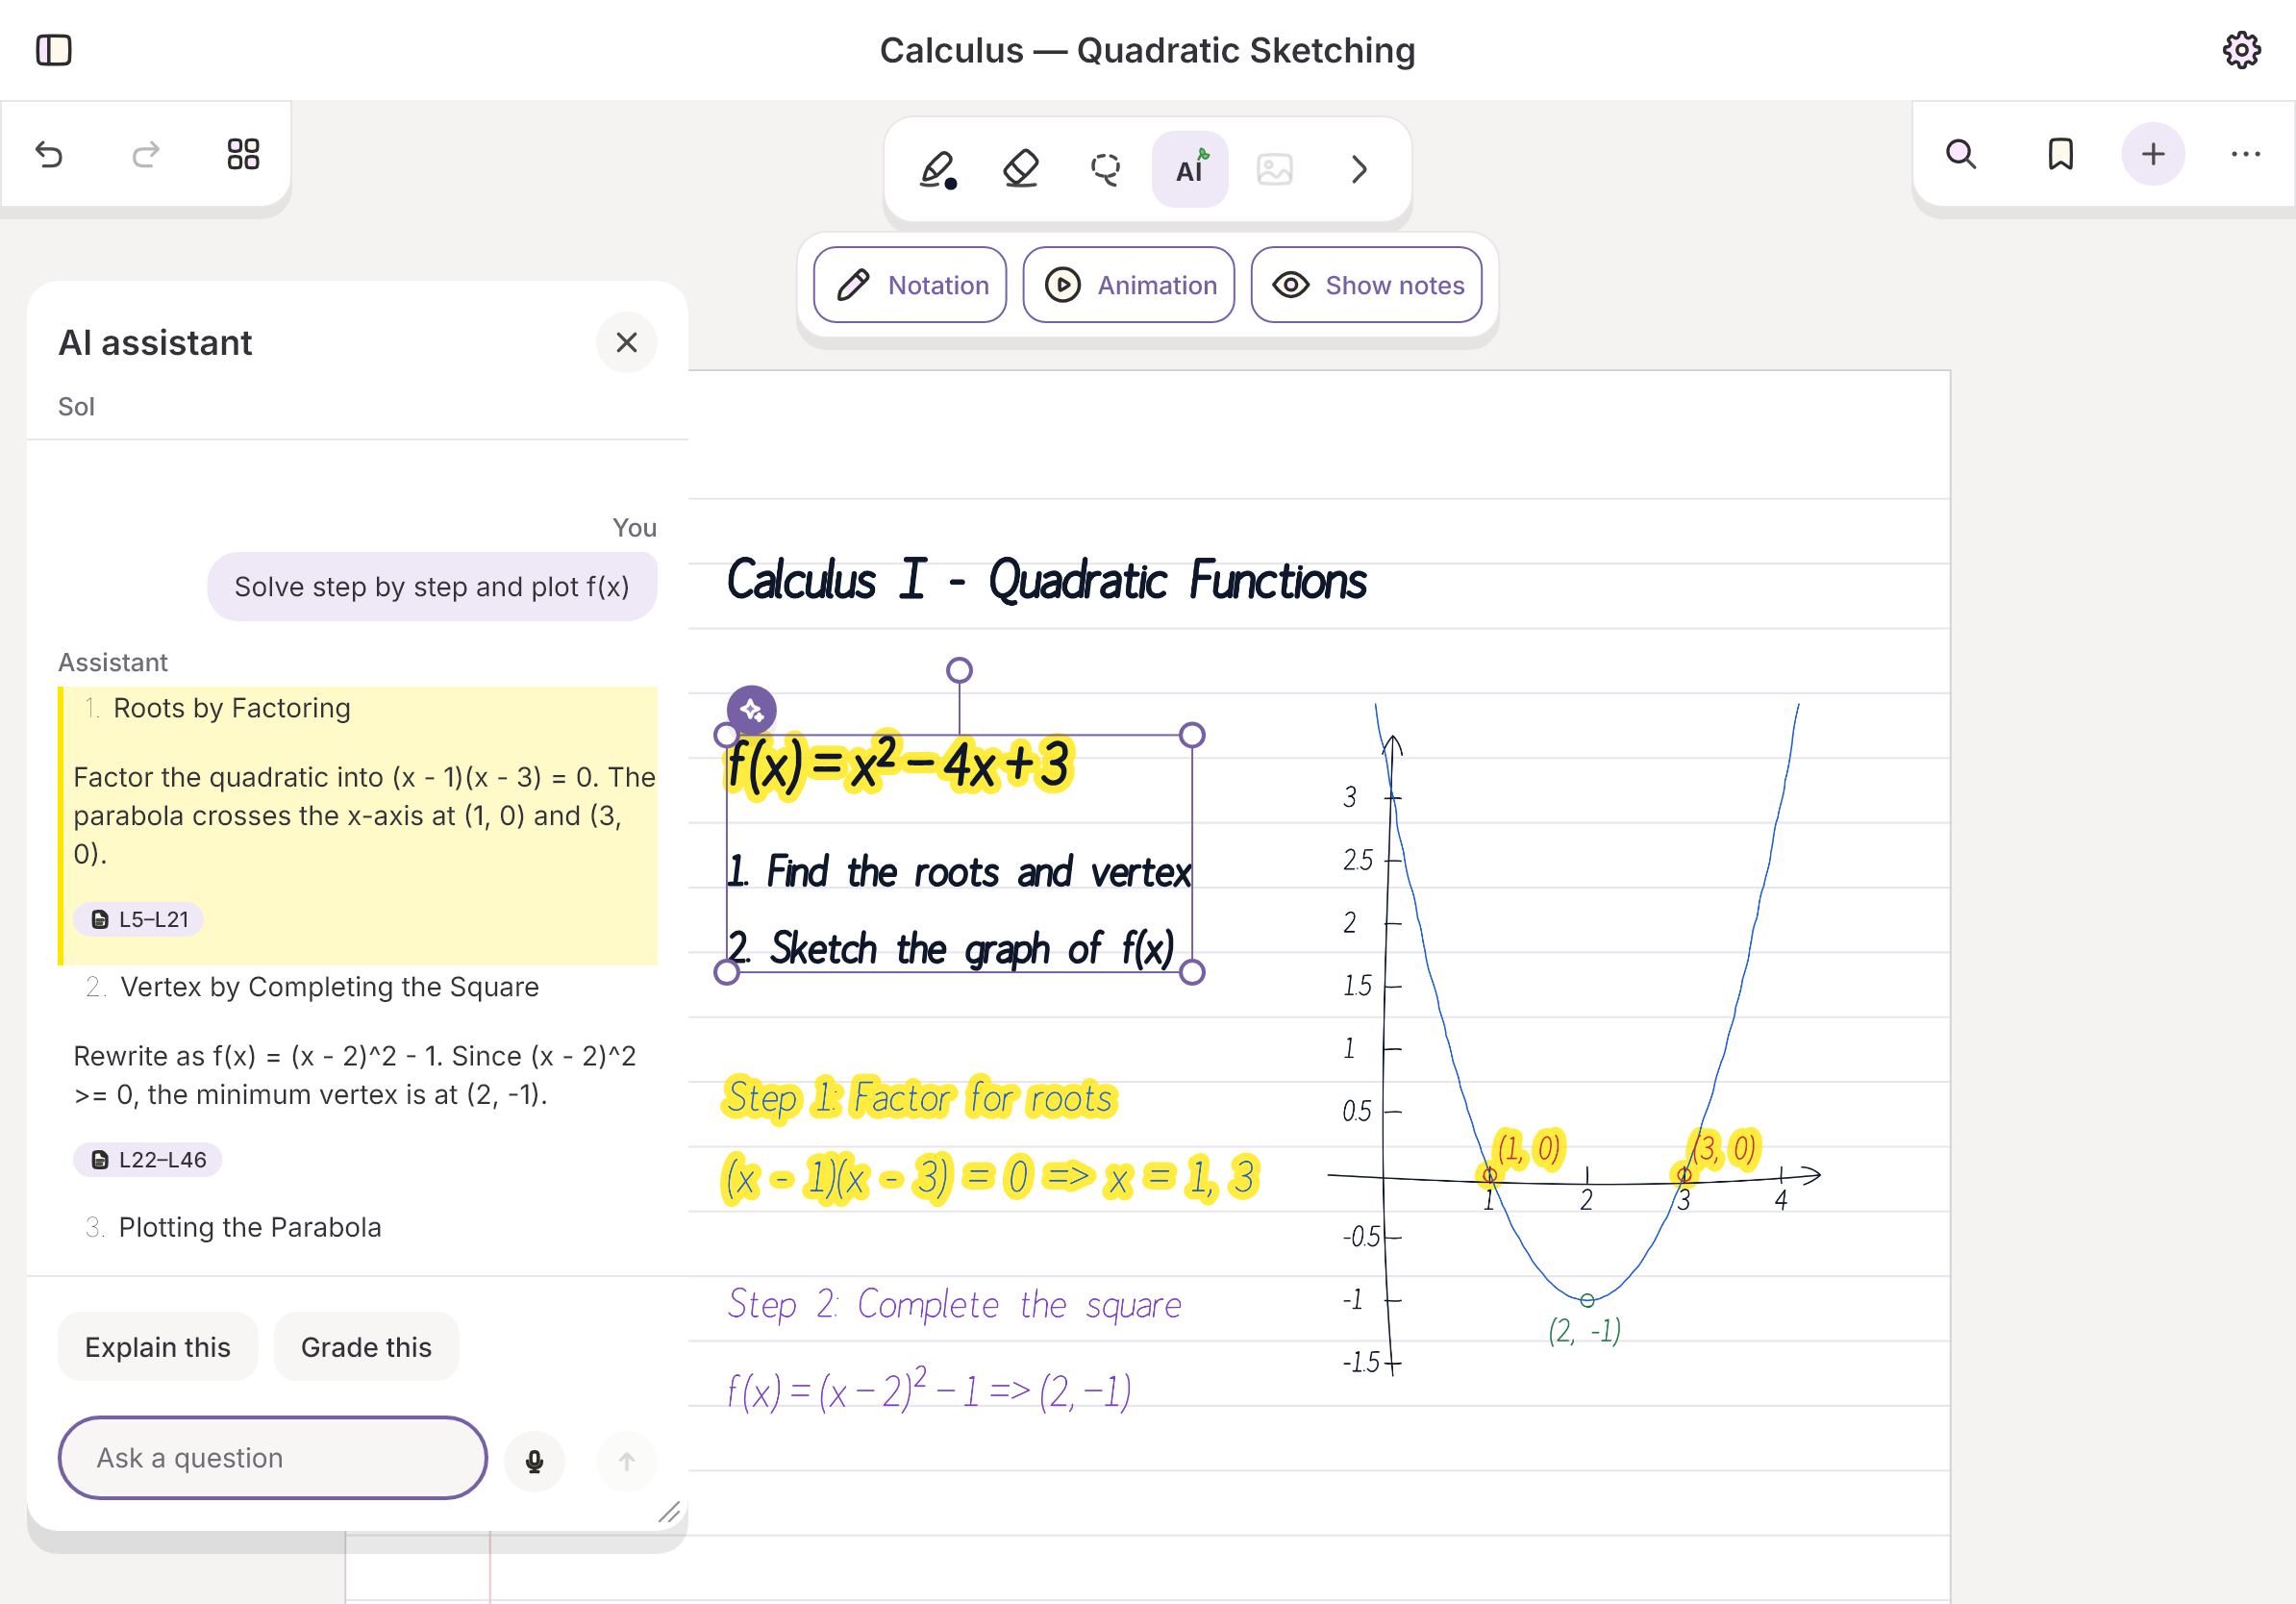 Calculus — Quadratic Sketching
AI
Notation
Animation
Show notes
AI assistant
Sol
You
Solve step by step and plot f(x)
Assistant
1. Roots by Factoring
Factor the quadratic into (x - 1)(x - 3) = 0. The
parabola crosses the x-axis at (1, 0) and (3,
0).
L5–L21
2. Vertex by Completing the Square
Rewrite as f(x) = (x - 2)^2 - 1. Since (x - 2)^2
>= 0, the minimum vertex is at (2, -1).
L22–L46
3. Plotting the Parabola
Explain this
Grade this
Ask a question
Calculus I - Quadratic Functions
f(x) = x² − 4x + 3
1. Find the roots and vertex
2. Sketch the graph of f(x)
Step 1: Factor for roots
(x - 1)(x - 3) = 0 => x = 1, 3
Step 2: Complete the square
f(x) = (x − 2)² − 1 => (2, −1)
3
2.5
2
1.5
1
0.5
(1, 0)
(3, 0)
1
2
3
4
-0.5
-1
(2, -1)
-1.5